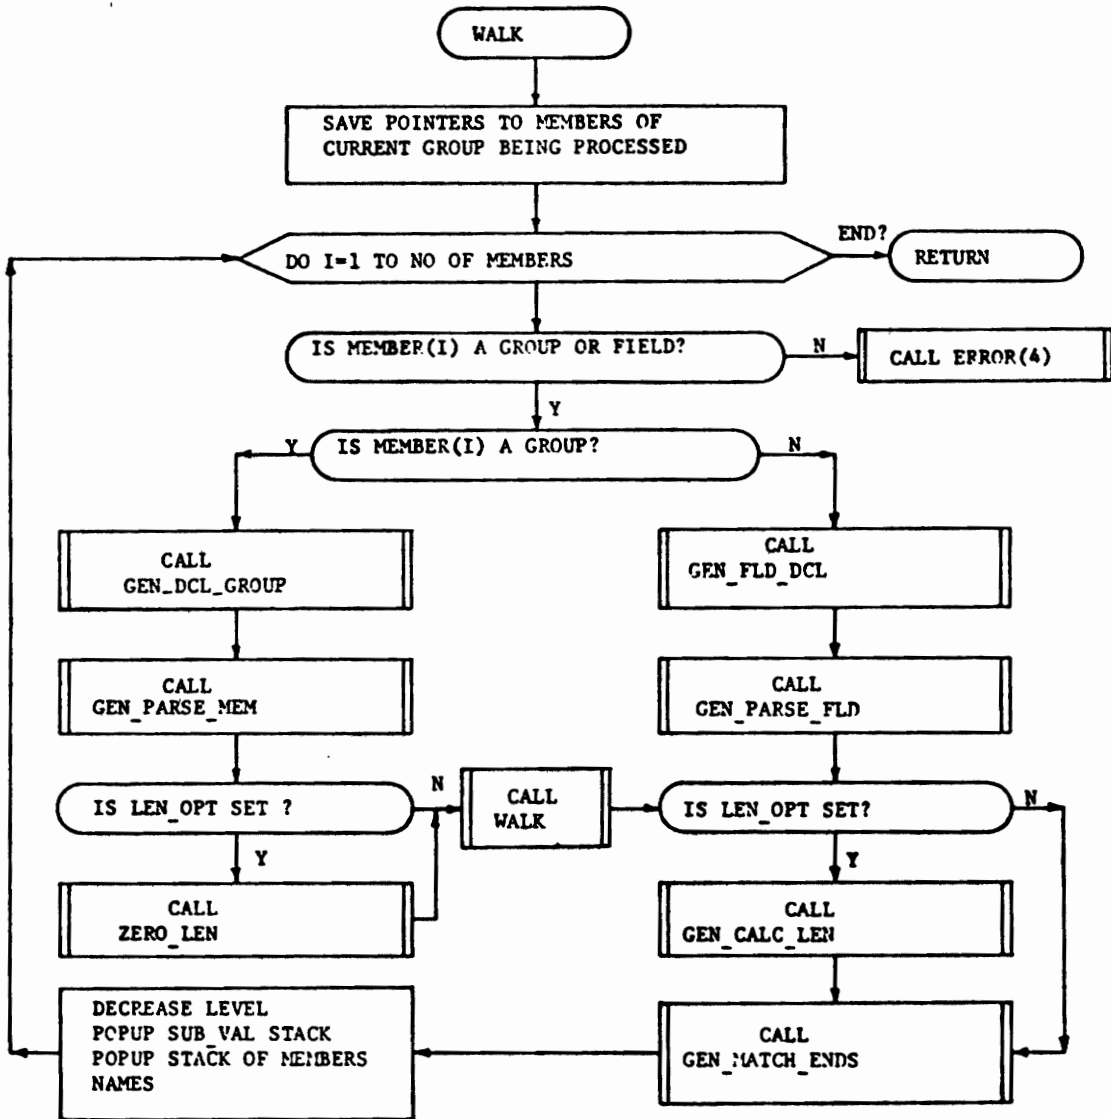 WALK
SAVE POINTERS TO MEMBERS OF
CURRENT GROUP BEING PROCESSED
DO I=1 TO NO OF MEMBERS
END?
RETURN
IS MEMBER(I) A GROUP OR FIELD?
N
CALL ERROR(4)
Y
Y
IS MEMBER(I) A GROUP?
N
CALL
GEN_DCL_GROUP
CALL
GEN_FLD_DCL
CALL
GEN_PARSE_MEM
CALL
GEN_PARSE_FLD
IS LEN_OPT SET ?
N
CALL
WALK
IS LEN_OPT SET?
N
Y
Y
CALL
ZERO_LEN
CALL
GEN_CALC_LEN
DECREASE LEVEL
POPUP SUB_VAL STACK
POPUP STACK OF MEMBERS
NAMES
CALL
GEN_MATCH_ENDS